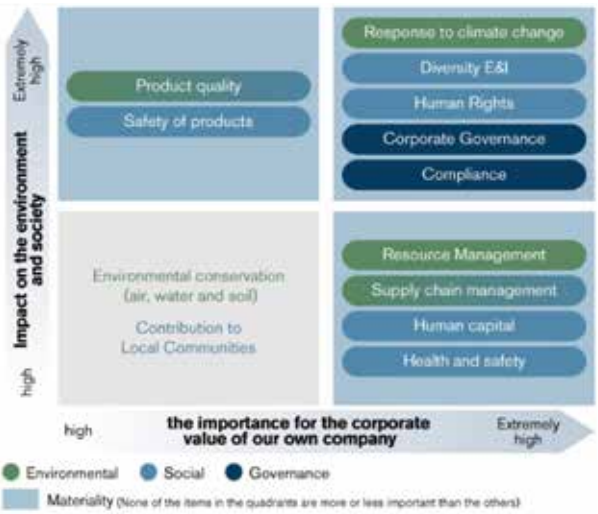 Extremely high
Impact on the environment
and society
high
Product quality
Safety of products
Response to climate change
Diversity E&I
Human Rights
Corporate Governance
Compliance
Environmental conservation
(air, water and soil)
Contribution to
Local Communities
Resource Management
Supply chain management
Human capital
Health and safety
high
the importance for the corporate
value of our own company
Extremely
high
Environmental
Social
Governance
Materiality (None of the items in the quadrants are more or less important than the others)